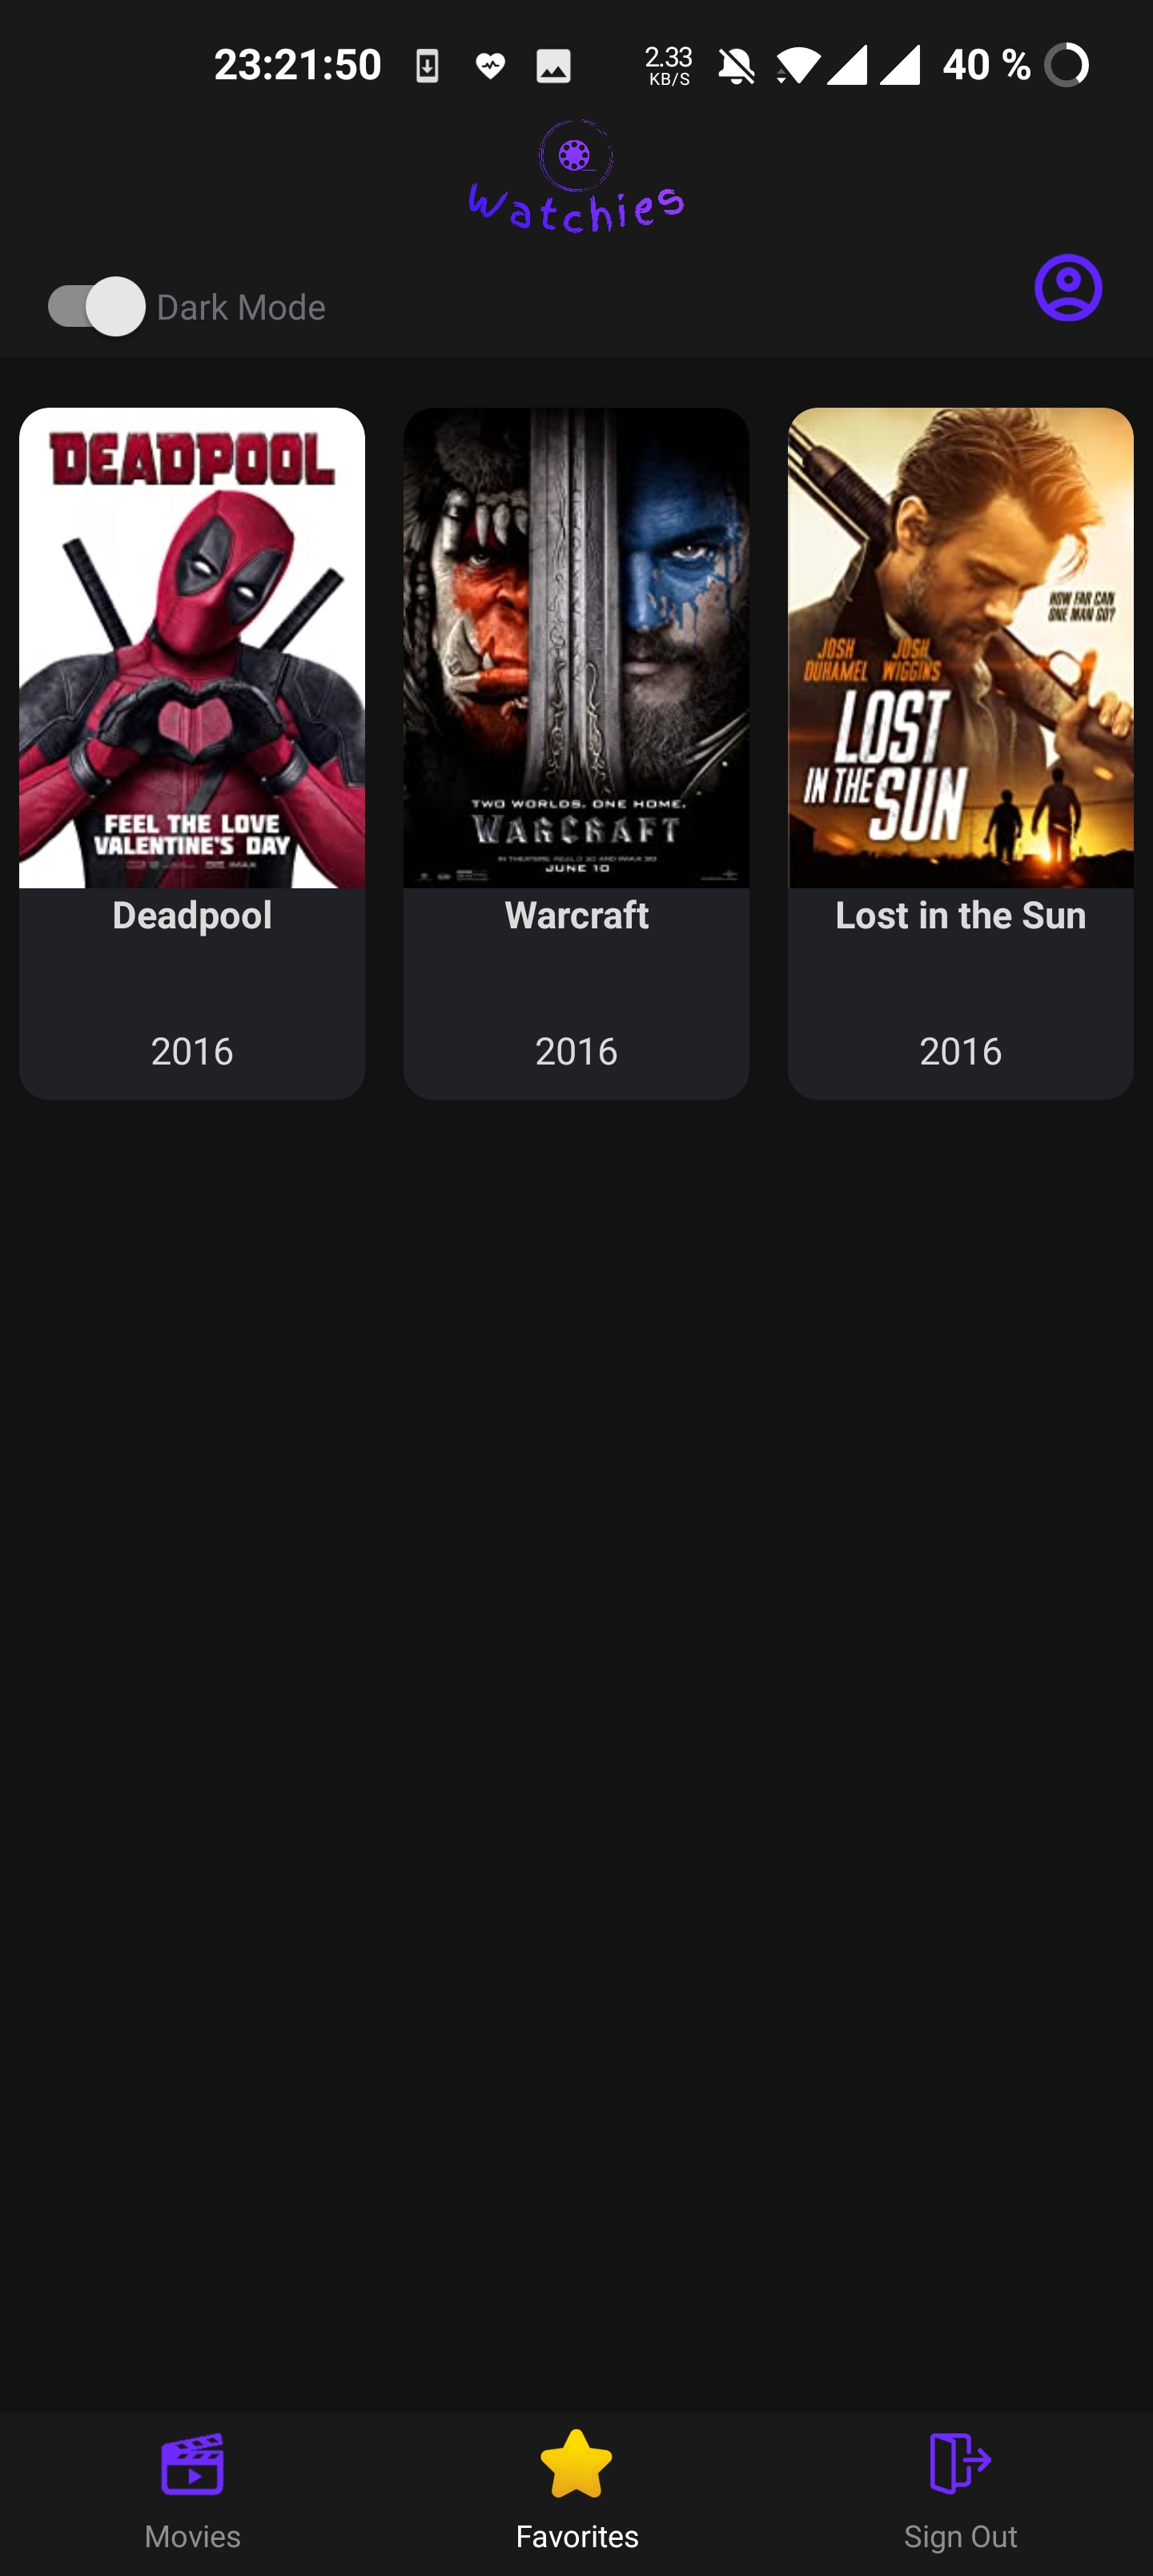 23:21:50
2.33
KB/S
40 %
Watchies
Dark Mode
DEADPOOL
FEEL THE LOVE
VALENTINE'S DAY
Deadpool
2016
TWO WORLDS. ONE HOME.
WARCRAFT
JUNE 10
Warcraft
2016
HOW FAR CAN
ONE MAN GO?
JOSH DUHAMEL
JOSH WIGGINS
LOST
IN THE SUN
Lost in the Sun
2016
Movies
Favorites
Sign Out